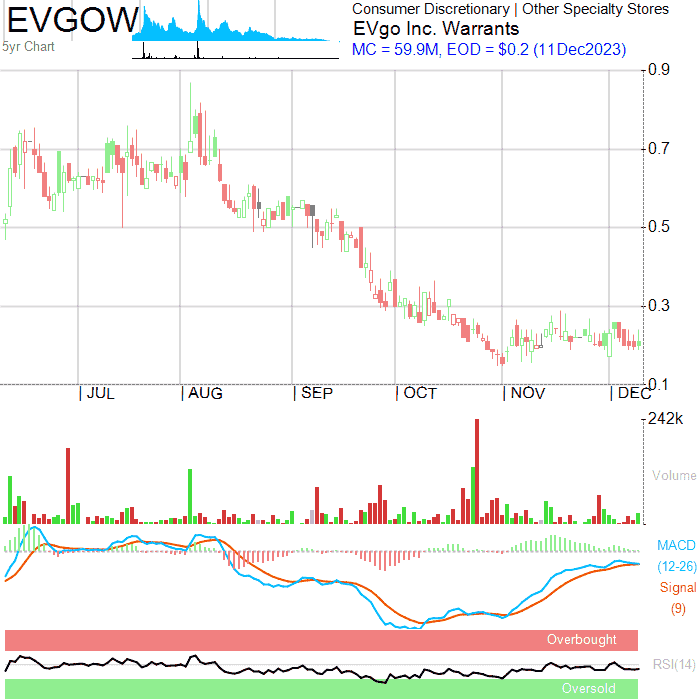 EVGOW
5yr Chart
Consumer Discretionary | Other Specialty Stores
EVgo Inc. Warrants
MC = 59.9M, EOD = $0.2 (11Dec2023)
0.9
0.7
0.5
0.3
0.1
| JUL | AUG | SEP | OCT | NOV | DEC
242k
Volume
MACD
(12-26)
Signal
(9)
Overbought
RSI(14)
Oversold